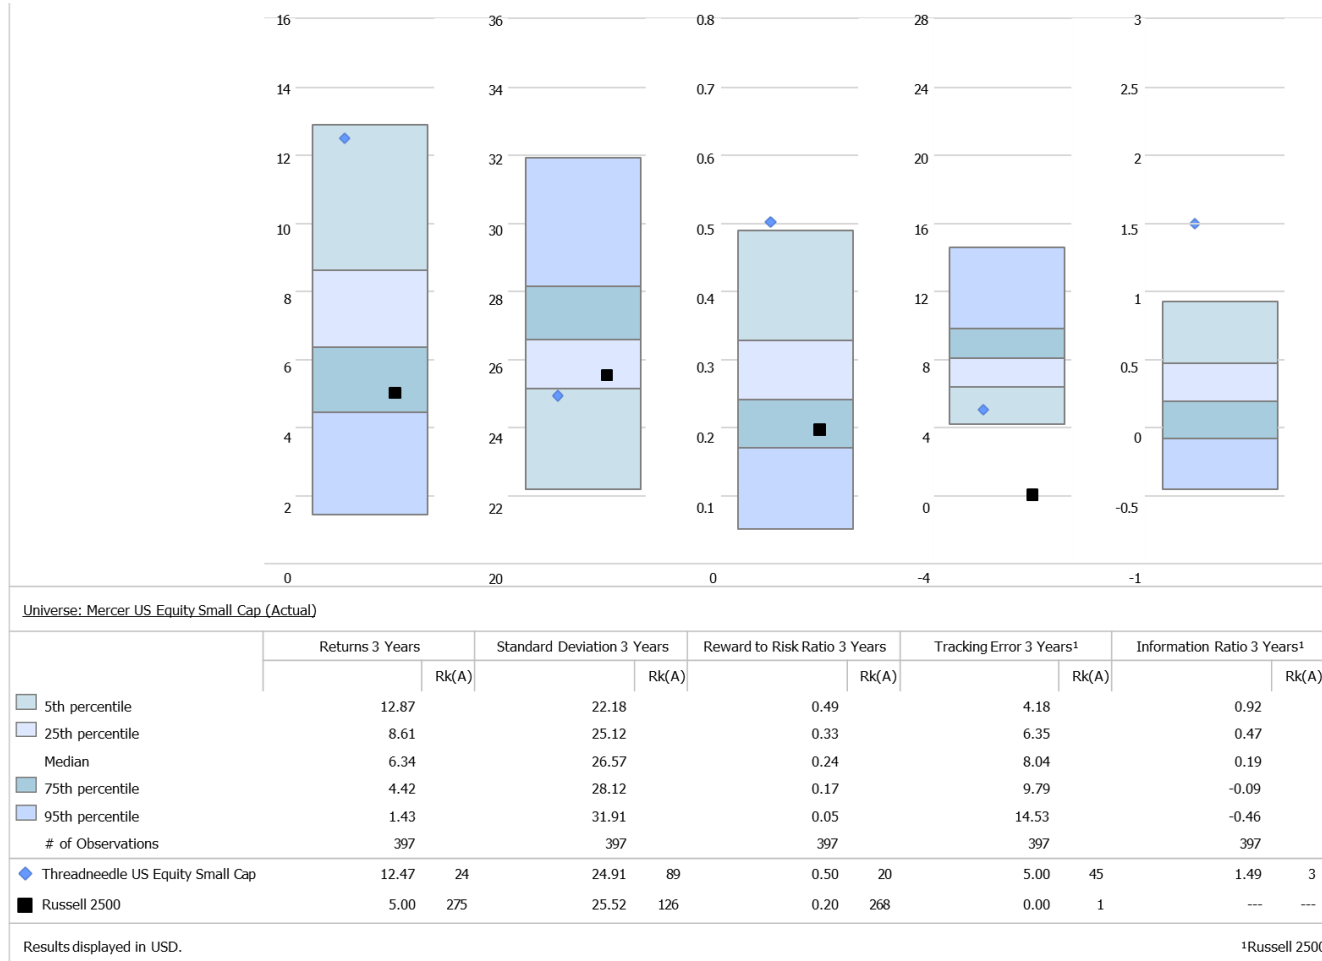 16 36 0.8 28 3
14 34 0.7 24 2.5
12 32 0.6 20 2
10 30 0.5 16 1.5
8 28 0.4 12 1
6 26 0.3 8 0.5
4 24 0.2 4 0
2 22 0.1 0 -0.5
0 20 0 -4 -1
Universe: Mercer US Equity Small Cap (Actual)
Returns 3 Years Standard Deviation 3 Years Reward to Risk Ratio 3 Years Tracking Error 3 Years¹ Information Ratio 3 Years¹
Rk(A) Rk(A) Rk(A) Rk(A) Rk(A)
5th percentile 12.87 22.18 0.49 4.18 0.92
25th percentile 8.61 25.12 0.33 6.35 0.47
Median 6.34 26.57 0.24 8.04 0.19
75th percentile 4.42 28.12 0.17 9.79 -0.09
95th percentile 1.43 31.91 0.05 14.53 -0.46
# of Observations 397 397 397 397 397
Threadneedle US Equity Small Cap 12.47 24 24.91 89 0.50 20 5.00 45 1.49 3
Russell 2500 5.00 275 25.52 126 0.20 268 0.00 1 --- ---
Results displayed in USD. ¹Russell 2500